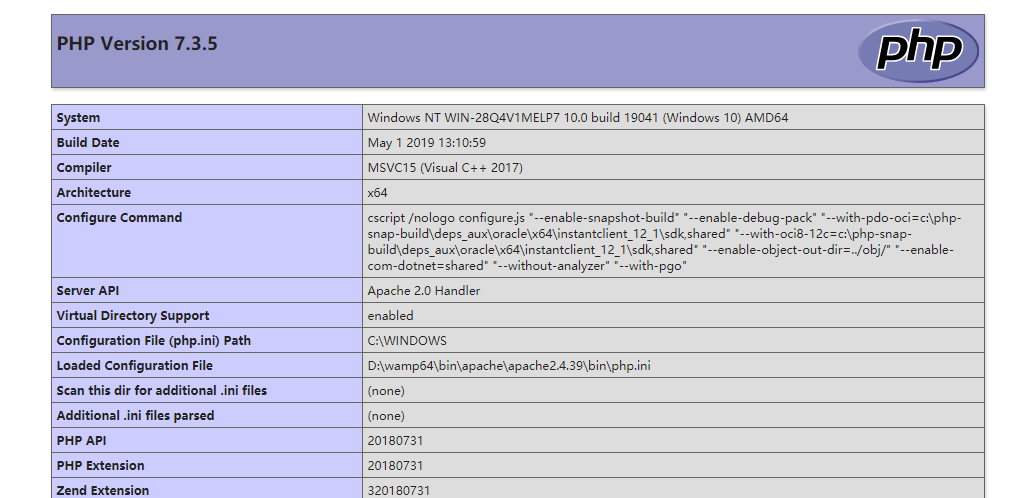 PHP Version 7.3.5
php
System Windows NT WIN-28Q4V1MELP7 10.0 build 19041 (Windows 10) AMD64
Build Date May 1 2019 13:10:59
Compiler MSVC15 (Visual C++ 2017)
Architecture x64
Configure Command cscript /nologo configure.js "--enable-snapshot-build" "--enable-debug-pack" "--with-pdo-oci=c:\php-
snap-build\deps_aux\oracle\x64\instantclient_12_1\sdk,shared" "--with-oci8-12c=c:\php-snap-
build\deps_aux\oracle\x64\instantclient_12_1\sdk,shared" "--enable-object-out-dir=../obj/" "--enable-
com-dotnet=shared" "--without-analyzer" "--with-pgo"
Server API Apache 2.0 Handler
Virtual Directory Support enabled
Configuration File (php.ini) Path C:\WINDOWS
Loaded Configuration File D:\wamp64\bin\apache\apache2.4.39\bin\php.ini
Scan this dir for additional .ini files (none)
Additional .ini files parsed (none)
PHP API 20180731
PHP Extension 20180731
Zend Extension 320180731